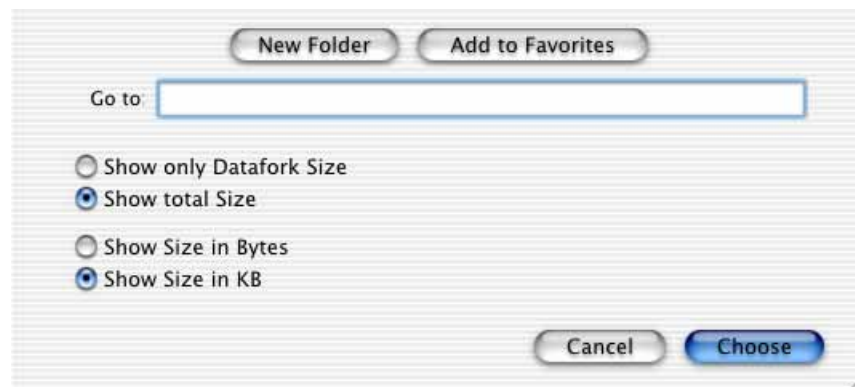 New Folder Add to Favorites
Go to:
Show only Datafork Size
Show total Size
Show Size in Bytes
Show Size in KB
Cancel Choose